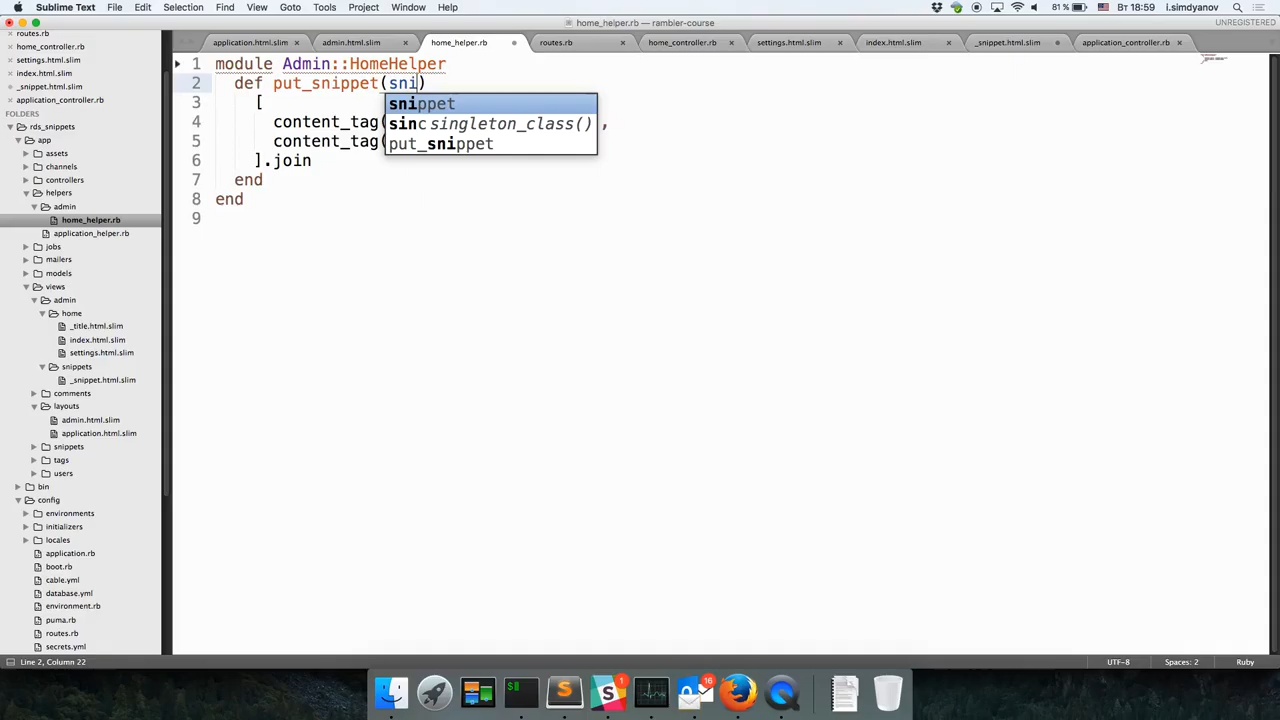 Sublime Text File Edit Selection Find View Goto Tools Project Window Help 81% Вт 18:59 i.simdyanov
home_helper.rb — rambler-course UNREGISTERED
application.html.slim admin.html.slim home_helper.rb routes.rb home_controller.rb settings.html.slim index.html.slim _snippet.html.slim application_controller.rb
routes.rb
home_controller.rb
settings.html.slim
index.html.slim
_snippet.html.slim
application_controller.rb
FOLDERS
rds_snippets
app
assets
channels
controllers
helpers
admin
home_helper.rb
application_helper.rb
jobs
mailers
models
views
admin
home
_title.html.slim
index.html.slim
settings.html.slim
snippets
_snippet.html.slim
comments
layouts
admin.html.slim
application.html.slim
snippets
tags
users
bin
config
environments
initializers
locales
application.rb
boot.rb
cable.yml
database.yml
environment.rb
puma.rb
routes.rb
secrets.yml
1 module Admin::HomeHelper
2 def put_snippet(sni)
3 [
4 content_tag( ,
5 content_tag(
6 ].join
7 end
8 end
9
snippet
sinc singleton_class()
put_snippet
Line 2, Column 22 UTF-8 Spaces: 2 Ruby
1 16